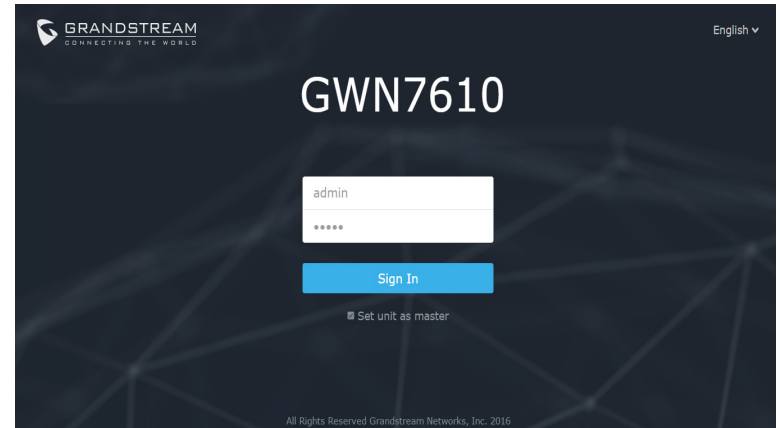 GRANDSTREAM
CONNECTING THE WORLD
English
GWN7610
admin
•••••
Sign In
Set unit as master
All Rights Reserved Grandstream Networks, Inc. 2016